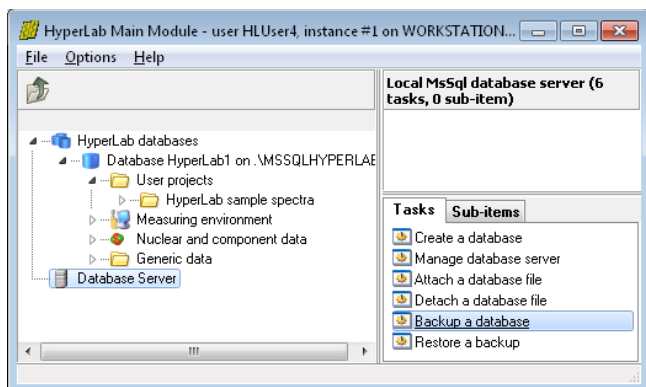 HyperLab Main Module - user HLUser4, instance #1 on WORKSTATION...
File Options Help
HyperLab databases
Database HyperLab1 on .\MSSQLHYPERLAB
User projects
HyperLab sample spectra
Measuring environment
Nuclear and component data
Generic data
Database Server
Local MsSql database server (6
tasks, 0 sub-item)
Tasks Sub-items
Create a database
Manage database server
Attach a database file
Detach a database file
Backup a database
Restore a backup